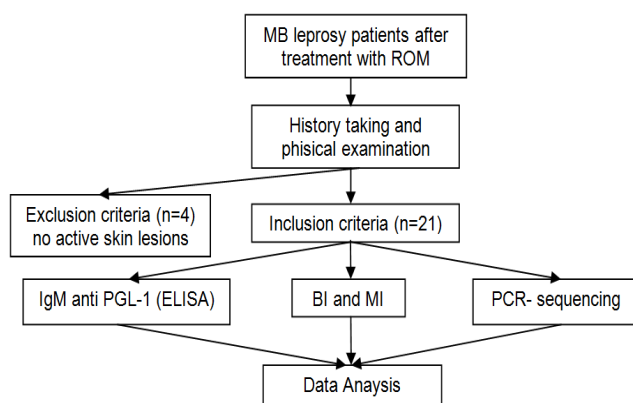 MB leprosy patients after
treatment with ROM
History taking and
phisical examination
Exclusion criteria (n=4)
no active skin lesions
Inclusion criteria (n=21)
IgM anti PGL-1 (ELISA)
BI and MI
PCR- sequencing
Data Anaysis